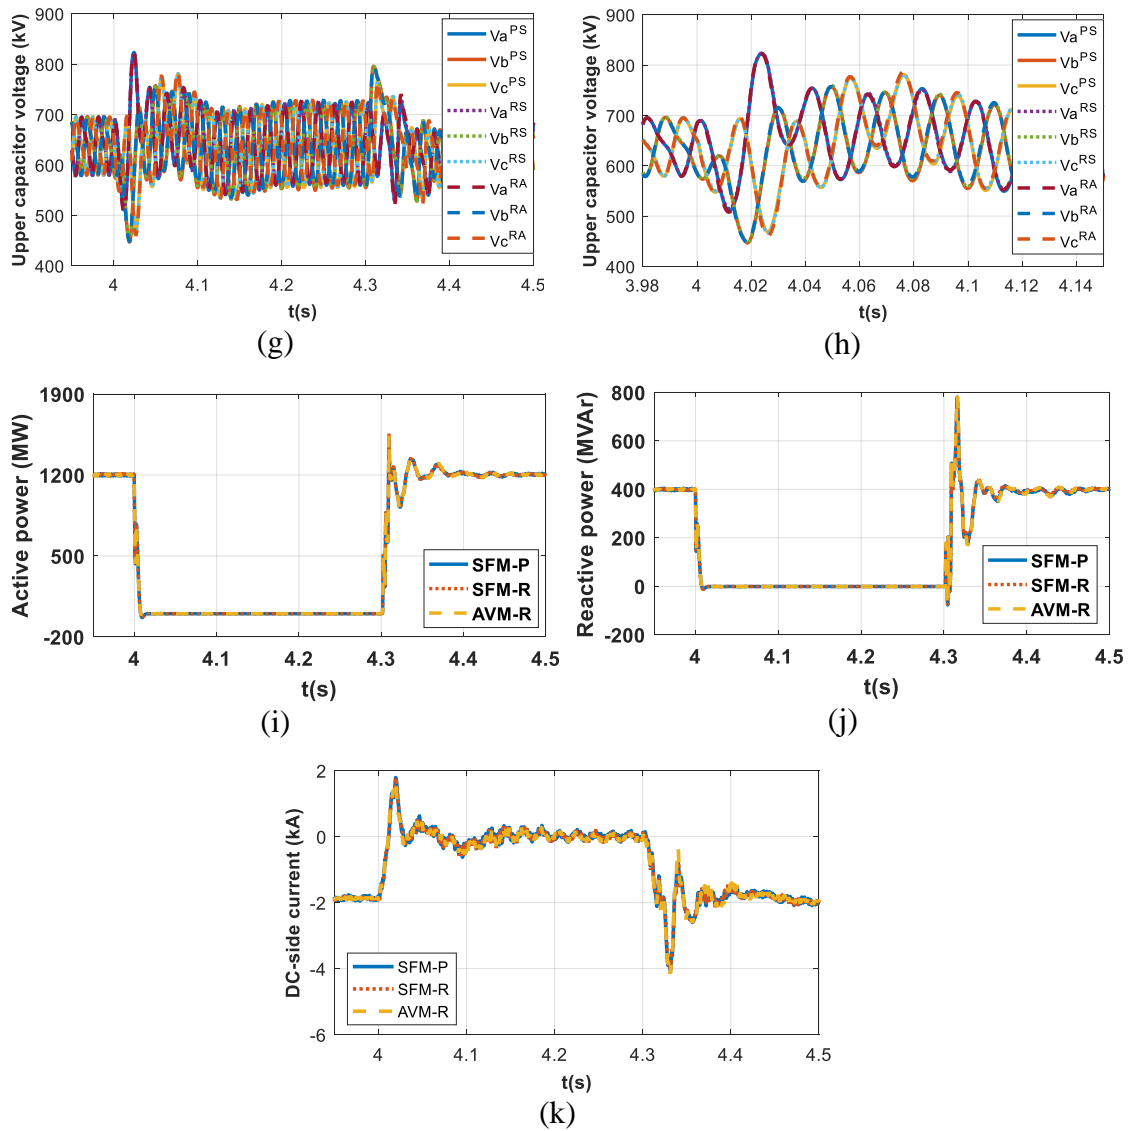 900
800
700
600
500
400
Upper capacitor voltage (kV)
4
4.1
4.2
4.3
4.4
4.5
t(s)
Va^PS
Vb^PS
Vc^PS
Va^RS
Vb^RS
Vc^RS
Va^RA
Vb^RA
Vc^RA
(g)
900
800
700
600
500
400
Upper capacitor voltage (kV)
3.98
4
4.02
4.04
4.06
4.08
4.1
4.12
4.14
t(s)
Va^PS
Vb^PS
Vc^PS
Va^RS
Vb^RS
Vc^RS
Va^RA
Vb^RA
Vc^RA
(h)
1900
1200
500
-200
Active power (MW)
4
4.1
4.2
4.3
4.4
4.5
t(s)
SFM-P
SFM-R
AVM-R
(i)
800
600
400
200
0
-200
Reactive power (MVAr)
4
4.1
4.2
4.3
4.4
4.5
t(s)
SFM-P
SFM-R
AVM-R
(j)
2
0
-2
-4
-6
DC-side current (kA)
4
4.1
4.2
4.3
4.4
4.5
t(s)
SFM-P
SFM-R
AVM-R
(k)